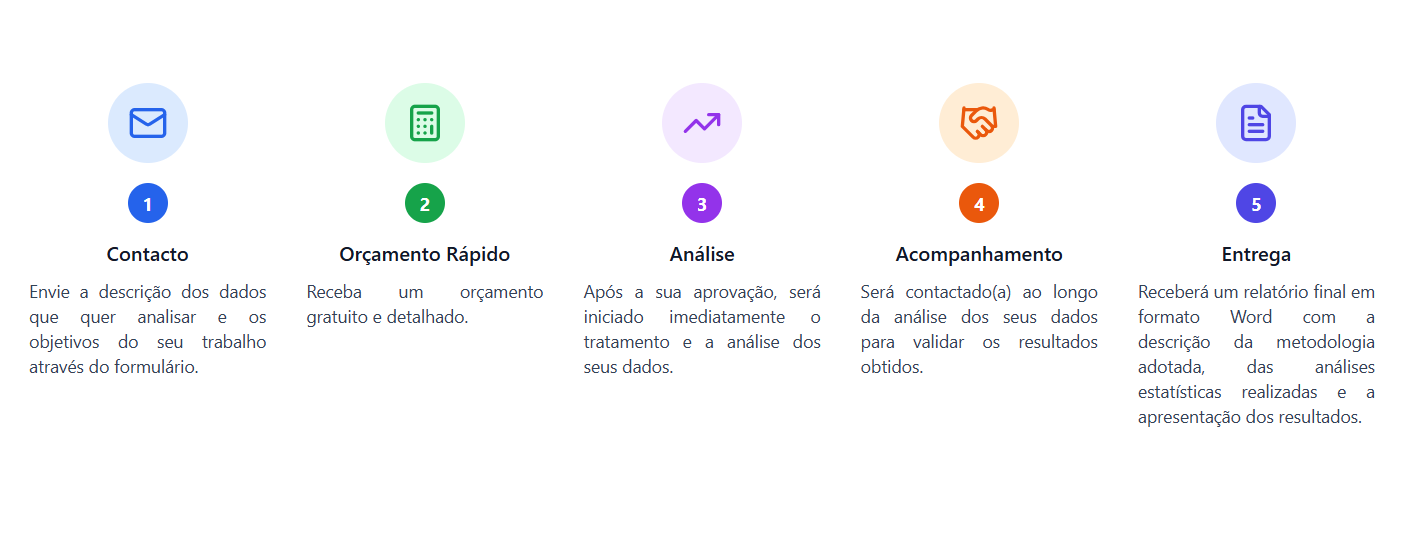 1
Contacto
Envie a descrição dos dados
que quer analisar e os
objetivos do seu trabalho
através do formulário.
2
Orçamento Rápido
Receba um orçamento
gratuito e detalhado.
3
Análise
Após a sua aprovação, será
iniciado imediatamente o
tratamento e a análise dos
seus dados.
4
Acompanhamento
Será contactado(a) ao longo
da análise dos seus dados
para validar os resultados
obtidos.
5
Entrega
Receberá um relatório final em
formato Word com a
descrição da metodologia
adotada, das análises
estatísticas realizadas e a
apresentação dos resultados.